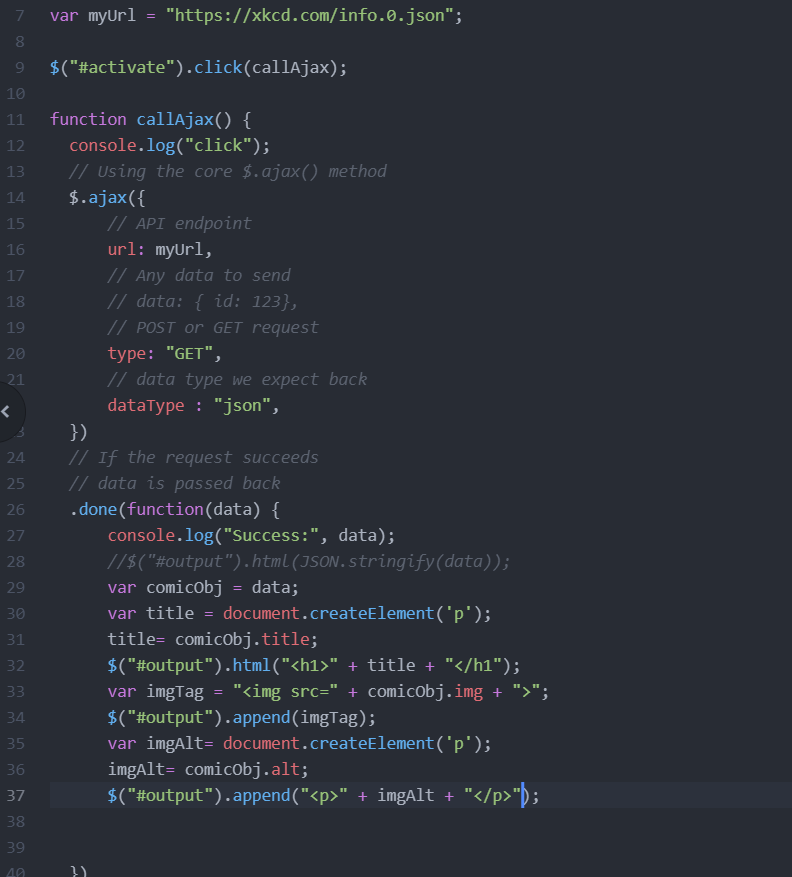 7 var myUrl = "https://xkcd.com/info.0.json";
8
9 $("#activate").click(callAjax);
10
11 function callAjax() {
12   console.log("click");
13   // Using the core $.ajax() method
14   $.ajax({
15       // API endpoint
16       url: myUrl,
17       // Any data to send
18       // data: { id: 123},
19       // POST or GET request
20       type: "GET",
21       // data type we expect back
    dataType : "json",
3   })
24   // If the request succeeds
25   // data is passed back
26   .done(function(data) {
27       console.log("Success:", data);
28       //$("#output").html(JSON.stringify(data));
29       var comicObj = data;
30       var title = document.createElement('p');
31       title= comicObj.title;
32       $("#output").html("<h1>" + title + "</h1");
33       var imgTag = "<img src=" + comicObj.img + ">";
34       $("#output").append(imgTag);
35       var imgAlt= document.createElement('p');
36       imgAlt= comicObj.alt;
37       $("#output").append("<p>" + imgAlt + "</p>");
38
39
40   })